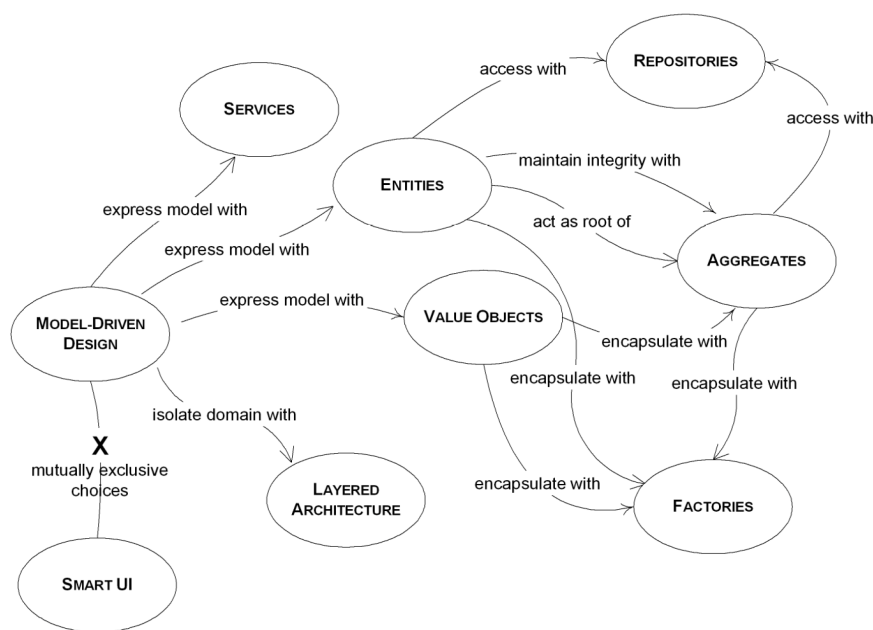 REPOSITORIES
access with
SERVICES
access with
maintain integrity with
ENTITIES
express model with
act as root of
express model with
AGGREGATES
express model with
VALUE OBJECTS
MODEL-DRIVEN
DESIGN
encapsulate with
encapsulate with
encapsulate with
isolate domain with
X
mutually exclusive
choices
encapsulate with
LAYERED
ARCHITECTURE
FACTORIES
SMART UI